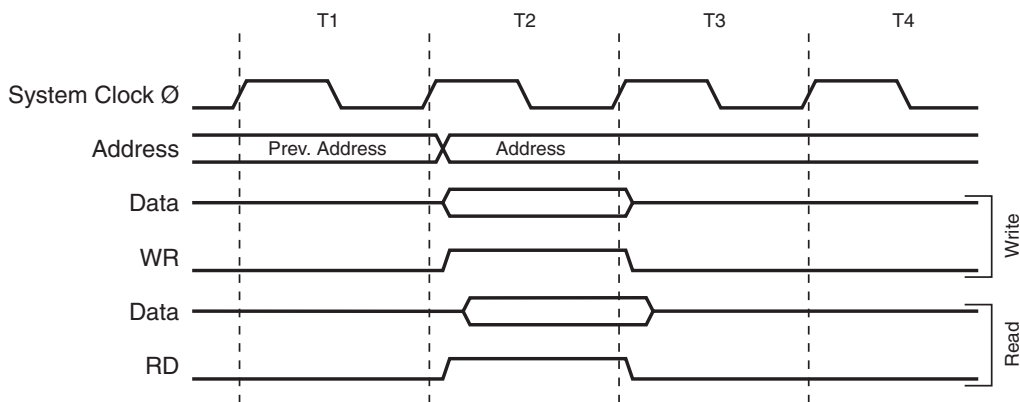 T1 T2 T3 T4
System Clock Ø
Address Prev. Address Address
Data
WR
Write
Data
RD
Read